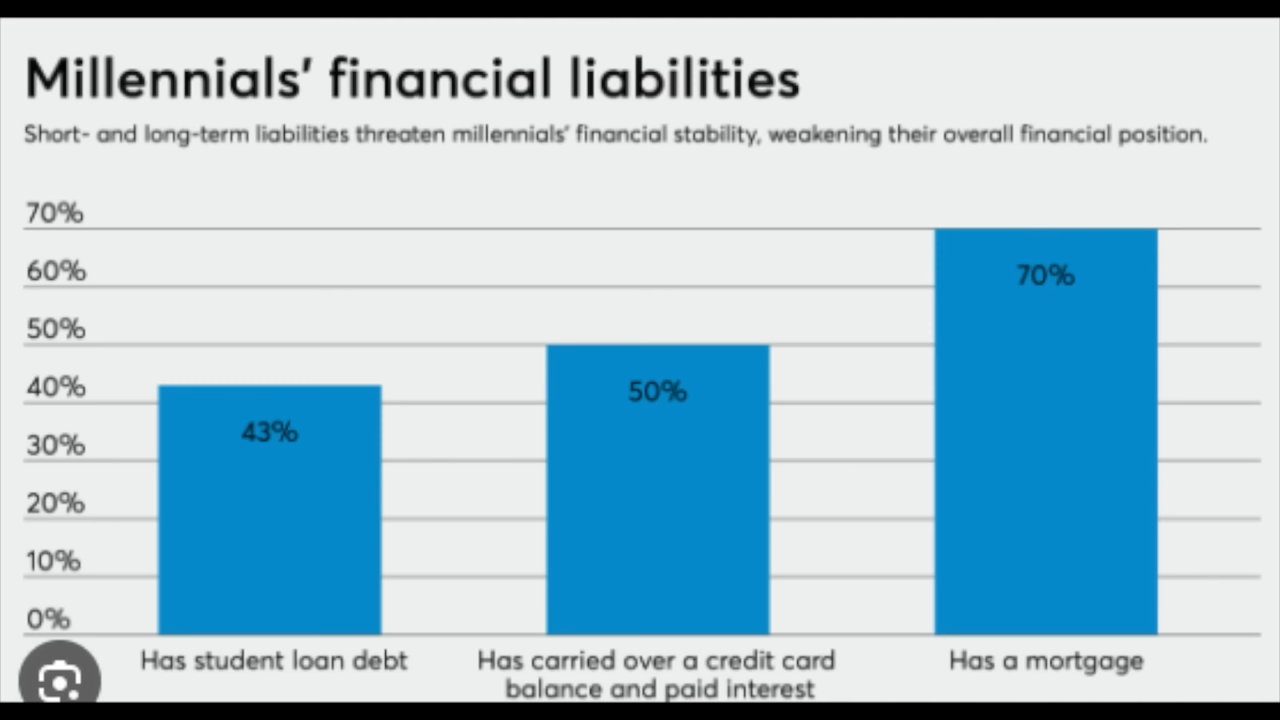 Millennials' financial liabilities
Short- and long-term liabilities threaten millennials' financial stability, weakening their overall financial position.
70%
60%
50%
40%
30%
20%
10%
0%
43%
50%
70%
Has student loan debt
Has carried over a credit card
balance and paid interest
Has a mortgage